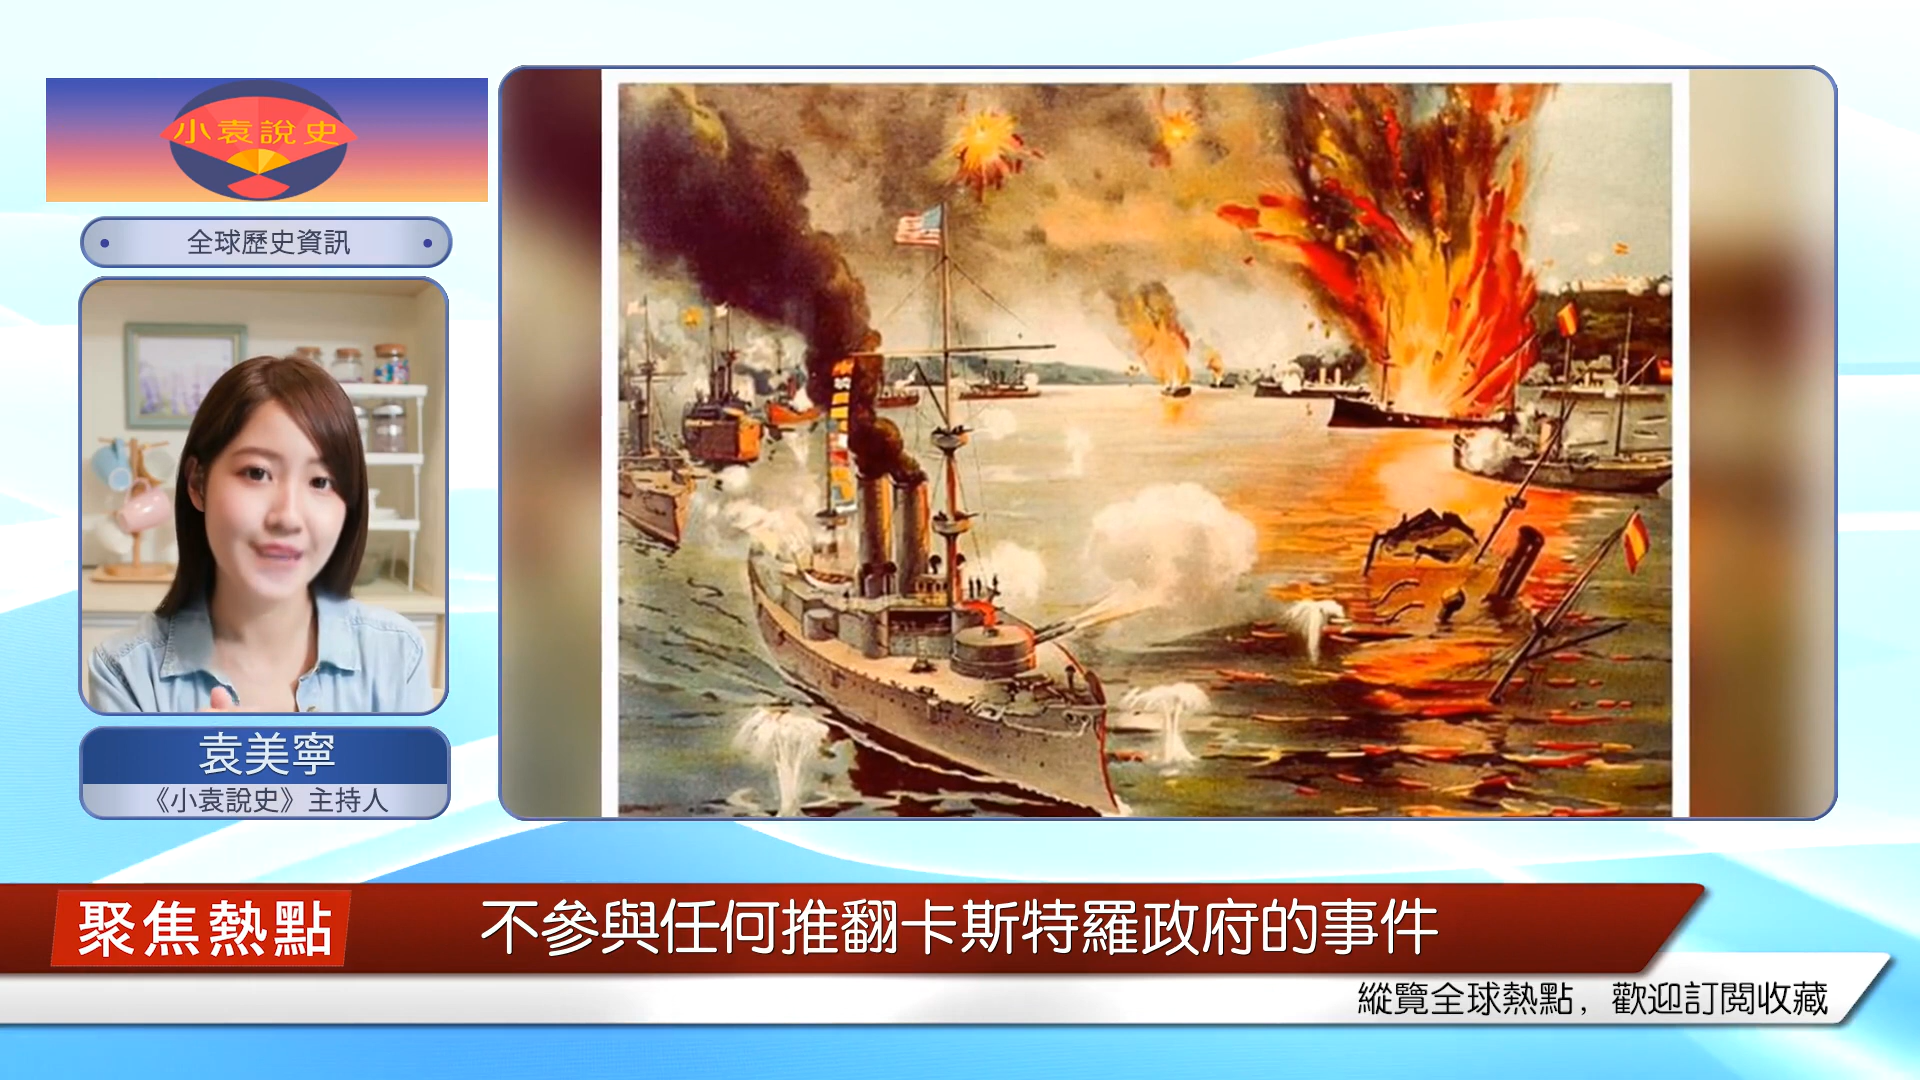 小袁說史
全球歷史資訊
袁美寧
《小袁說史》主持人
聚焦熱點
不參與任何推翻卡斯特羅政府的事件
縱覽全球熱點，歡迎訂閱收藏